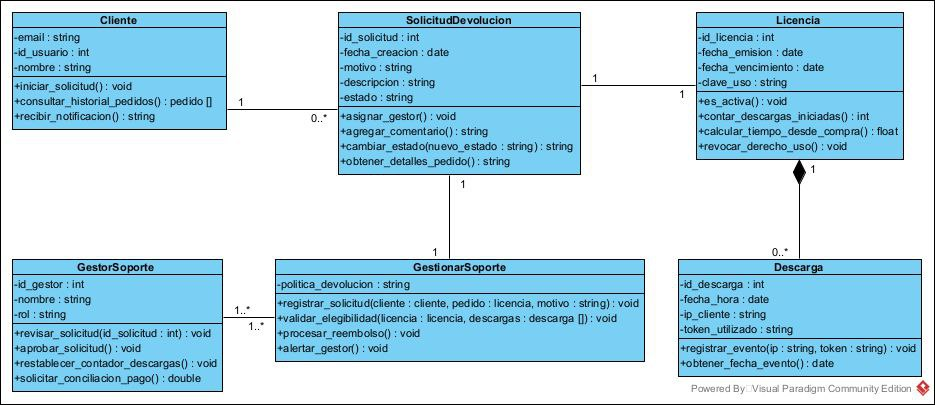 Cliente
-email : string
-id_usuario : int
-nombre : string
+iniciar_solicitud() : void
+consultar_historial_pedidos() : pedido []
+recibir_notificacion() : string
SolicitudDevolucion
-id_solicitud : int
-fecha_creacion : date
-motivo : string
-descripcion : string
-estado : string
+asignar_gestor() : void
+agregar_comentario() : string
+cambiar_estado(nuevo_estado : string) : string
+obtener_detalles_pedido() : string
Licencia
-id_licencia : int
-fecha_emision : date
-fecha_vencimiento : date
-clave_uso : string
+es_activa() : void
+contar_descargas_iniciadas() : int
+calcular_tiempo_desde_compra() : float
+revocar_derecho_uso() : void
1
0..*
1
1
1
1
1
0..*
GestorSoporte
-id_gestor : int
-nombre : string
-rol : string
+revisar_solicitud(id_solicitud : int) : void
+aprobar_solicitud() : void
+restablecer_contador_descargas() : void
+solicitar_conciliacion_pago() : double
1..*
1..*
GestionarSoporte
-politica_devolucion : string
+registrar_solicitud(cliente : cliente, pedido : licencia, motivo : string) : void
+validar_elegibilidad(licencia : licencia, descargas : descarga []) : void
+procesar_reembolso() : void
+alertar_gestor() : void
Descarga
-id_descarga : int
-fecha_hora : date
-ip_cliente : string
-token_utilizado : string
+registrar_evento(ip : string, token : string) : void
+obtener_fecha_evento() : date
Powered By Visual Paradigm Community Edition